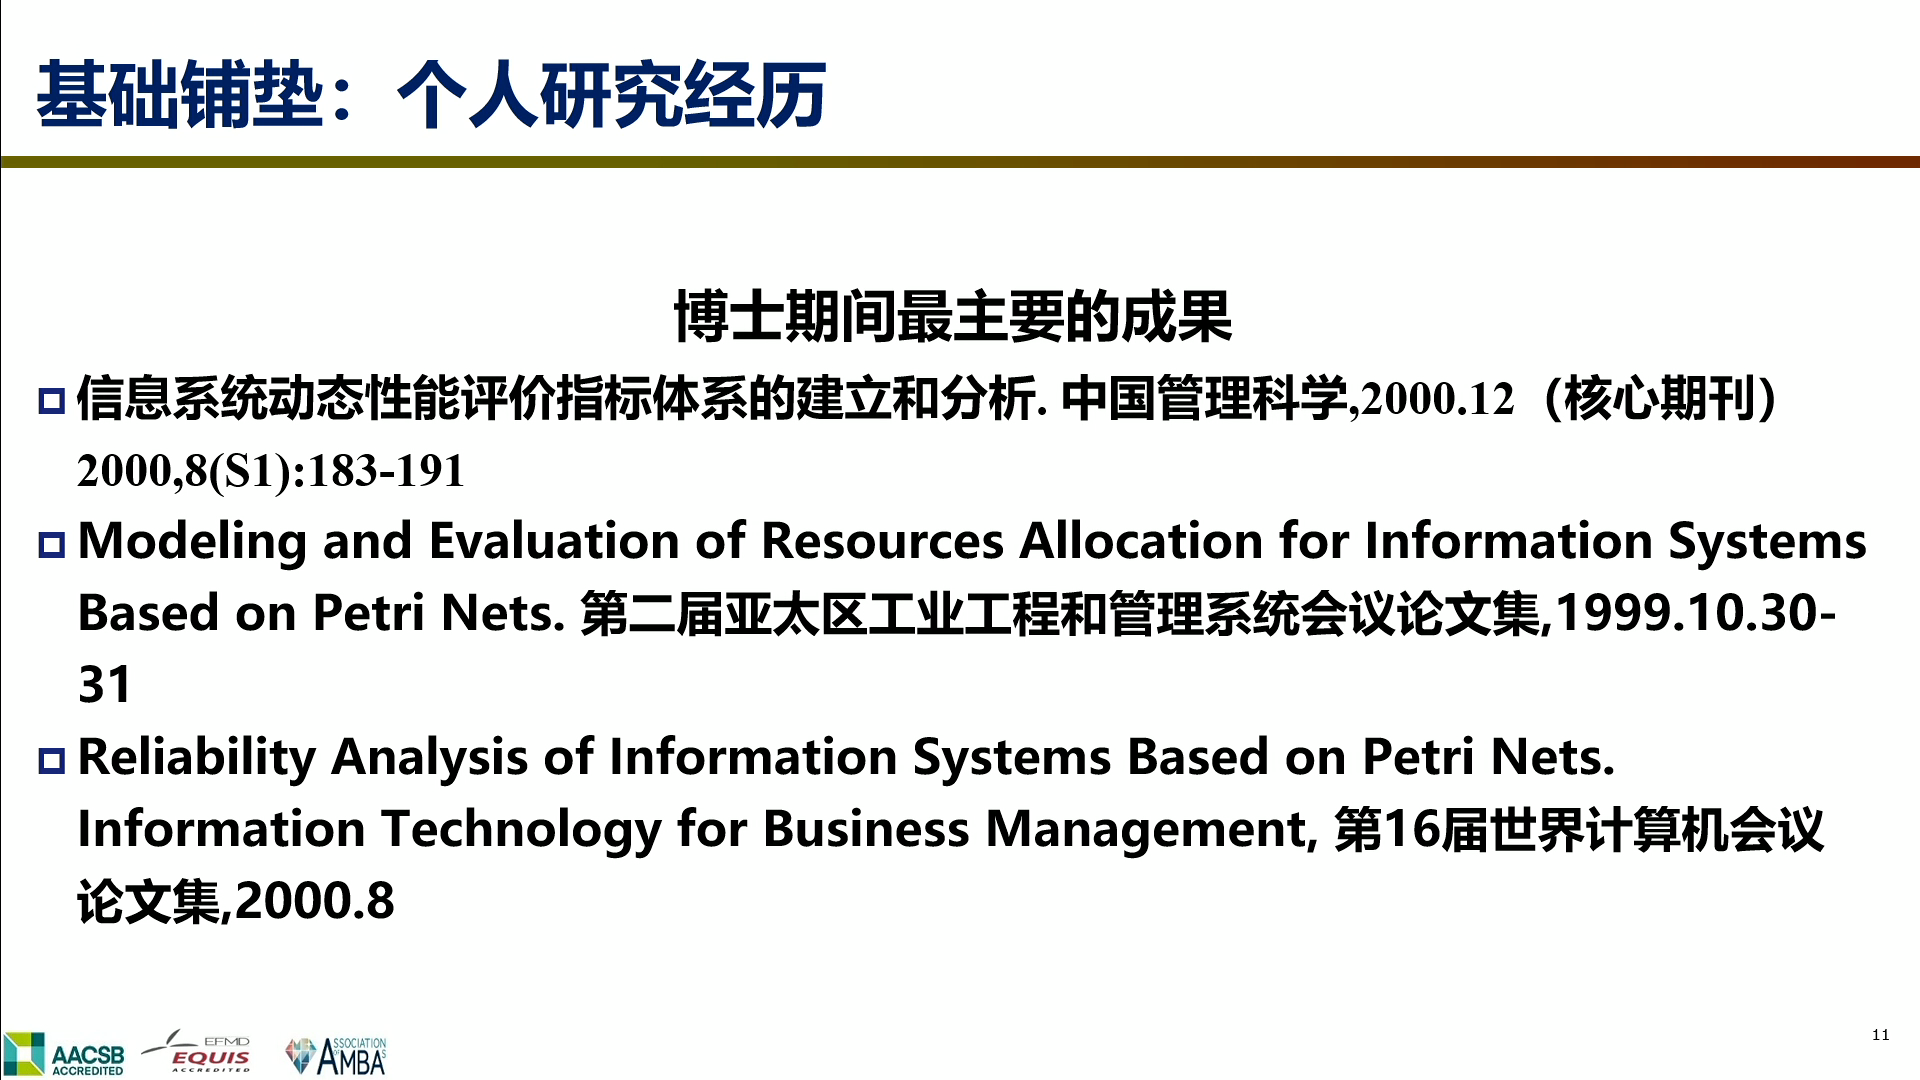 基础铺垫：个人研究经历
博士期间最主要的成果
信息系统动态性能评价指标体系的建立和分析. 中国管理科学,2000.12（核心期刊）
2000,8(S1):183-191
Modeling and Evaluation of Resources Allocation for Information Systems
Based on Petri Nets. 第二届亚太区工业工程和管理系统会议论文集,1999.10.30-
31
Reliability Analysis of Information Systems Based on Petri Nets.
Information Technology for Business Management, 第16届世界计算机会议
论文集,2000.8
AACSB
ACCREDITED
EFMD
EQUIS
ACCREDITED
ASSOCIATION
OF
AMBAs
11